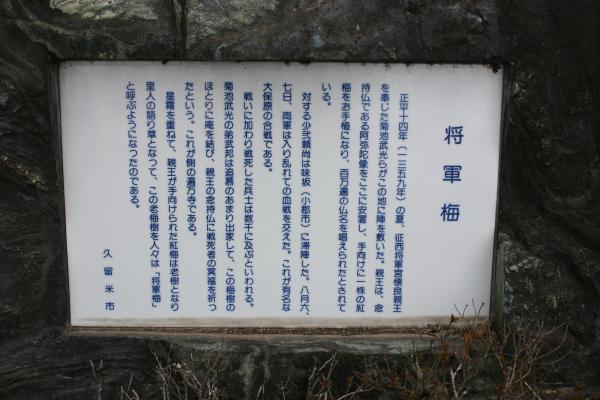 将軍梅
正平十四年（一三五九年）の夏、征西将軍宮懐良親王
を奉じた菊池武光らがこの地に陣を敷いた。親王は、念
持仏である阿弥陀像をここに安置し、手向けに一株の紅
梅をお手植になり、百万遍の仏名を唱えられたとされて
いる。
対する少弐頼尚は味坂（小郡市）に滞陣した。八月六、
七日、両軍は入り乱れての血戦を交えた。これが有名な
大保原の合戦である。
戦いに加わり戦死した兵士は数千に及ぶといわれる。
菊池武光の弟武邦は追慕のあまり出家して、この梅樹の
ほとりに庵を結び、親王の念持仏に戦死者の冥福を祈っ
たという。これが側の遍万寺である。
星霜を重ねて、親王が手向けられた紅梅は老樹となり
里人の語り草となって、この老梅樹を人々は「将軍梅」
と呼ぶようになったのである。
久留米市